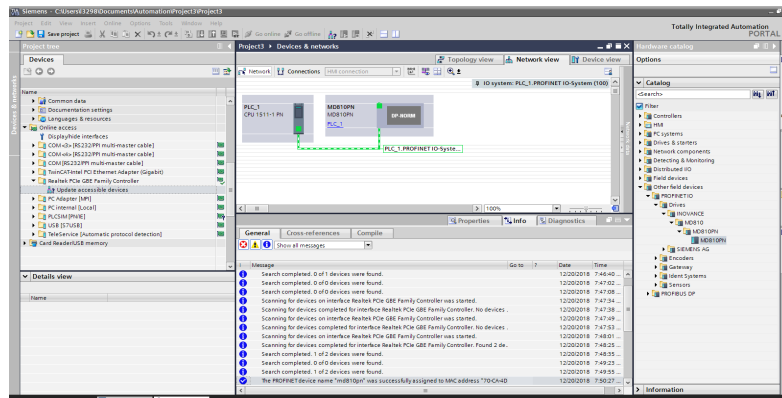 Siemens - C:\Users\3298\Documents\Automation\Project3\Project3
Project Edit View Insert Online Options Tools Window Help
Totally Integrated Automation
PORTAL
Save project
Go online
Go offline
Project tree
Project3 ▸ Devices & networks
Hardware catalog
Devices
Topology view
Network view
Device view
Options
Network
Connections
HMI connection
Devices & networks
Name
Common data
Documentation settings
Languages & resources
Online access
Display/hide interfaces
COM <3> [RS232/PPI multi-master cable]
COM <6> [RS232/PPI multi-master cable]
COM [RS232/PPI multi-master cable]
TwinCAT-Intel PCI Ethernet Adapter (Gigabit)
Realtek PCIe GBE Family Controller
Update accessible devices
PC Adapter [MPI]
PC internal [Local]
PLCSIM [PN/IE]
USB [S7USB]
TeleService [Automatic protocol detection]
Card Reader/USB memory
Details view
Name
IO system: PLC_1.PROFINET IO-System (100)
PLC_1
CPU 1511-1 PN
MD810PN
MD810PN
PLC_1
DP-NORM
PLC_1.PROFINET IO-Syste...
Network data
100%
Properties
Info
Diagnostics
General
Cross-references
Compile
Show all messages
! Message Go to ? Date Time
Search completed. 0 of 1 devices were found. 12/20/2018 7:46:40 ...
Search completed. 0 of 0 devices were found. 12/20/2018 7:47:02 ...
Search completed. 0 of 0 devices were found. 12/20/2018 7:47:08 ...
Scanning for devices on interface Realtek PCIe GBE Family Controller was started. 12/20/2018 7:47:34 ...
Scanning for devices completed for interface Realtek PCIe GBE Family Controller. No devices . 12/20/2018 7:47:38 ...
Scanning for devices on interface Realtek PCIe GBE Family Controller was started. 12/20/2018 7:47:49 ...
Scanning for devices completed for interface Realtek PCIe GBE Family Controller. No devices . 12/20/2018 7:47:53 ...
Scanning for devices on interface Realtek PCIe GBE Family Controller was started. 12/20/2018 7:48:01 ...
Scanning for devices completed for interface Realtek PCIe GBE Family Controller. Found 2 de.. 12/20/2018 7:48:25 ...
Search completed. 1 of 2 devices were found. 12/20/2018 7:48:35 ...
Search completed. 0 of 2 devices were found. 12/20/2018 7:49:23 ...
Search completed. 1 of 2 devices were found. 12/20/2018 7:49:55 ...
The PROFINET device name "md810pn" was successfully assigned to MAC address "70-CA-4D 12/20/2018 7:50:27 ...
Catalog
<Search>
Filter
Controllers
HMI
PC systems
Drives & starters
Network components
Detecting & Monitoring
Distributed I/O
Field devices
Other field devices
PROFINET IO
Drives
INOVANCE
MD810
MD810PN
MD810PN
SIEMENS AG
Encoders
Gateway
Ident Systems
Sensors
PROFIBUS DP
Information